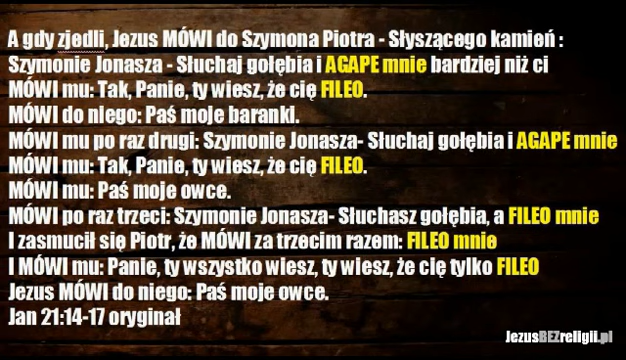 A gdy zjedli, Jezus MÓWI do Szymona Piotra - Słyszącego kamień :
Szymonie Jonasza - Słuchaj gołębia i AGAPE mnie bardziej niż ci
MÓWI mu: Tak, Panie, ty wiesz, że cię FILEO.
MÓWI do niego: Paś moje baranki.
MÓWI mu po raz drugi: Szymonie Jonasza- Słuchaj gołębia i AGAPE mnie
MÓWI mu: Tak, Panie, ty wiesz, że cię FILEO.
MÓWI mu: Paś moje owce.
MÓWI po raz trzeci: Szymonie Jonasza- Słuchasz gołębia, a FILEO mnie
I zasmucił się Piotr, że MÓWI za trzecim razem: FILEO mnie
I MÓWI mu: Panie, ty wszystko wiesz, ty wiesz, że cię tylko FILEO
Jezus MÓWI do niego: Paś moje owce.
Jan 21:14-17 oryginał
JezusBEZreligii.pl